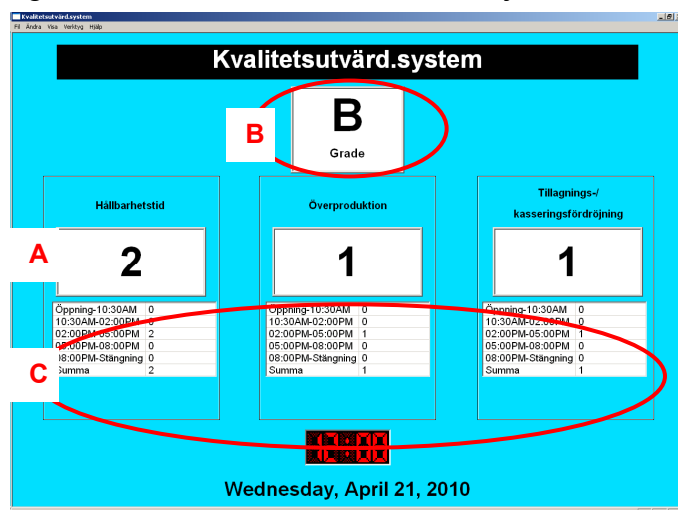 Kvalitetsutvärd.system
Fil Ändra Visa Verktyg Hjälp
Kvalitetsutvärd.system
B
B
Grade
Hållbarhetstid
Överproduktion
Tillagnings-/
kasseringsfördröjning
A
2
1
1
Öppning-10:30AM 0
10:30AM-02:00PM
02:00PM-05:00PM 2
05:00PM-08:00PM 0
08:00PM-Stängning 0
Summa 2
Öppning-10:30AM 0
10:30AM-02:00PM 0
02:00PM-05:00PM 1
05:00PM-08:00PM 0
08:00PM-Stängning 0
Summa 1
Öppning-10:30AM 0
10:30AM-02:00PM 0
02:00PM-05:00PM 1
05:00PM-08:00PM 0
08:00PM-Stängning 0
Summa 1
C
Wednesday, April 21, 2010